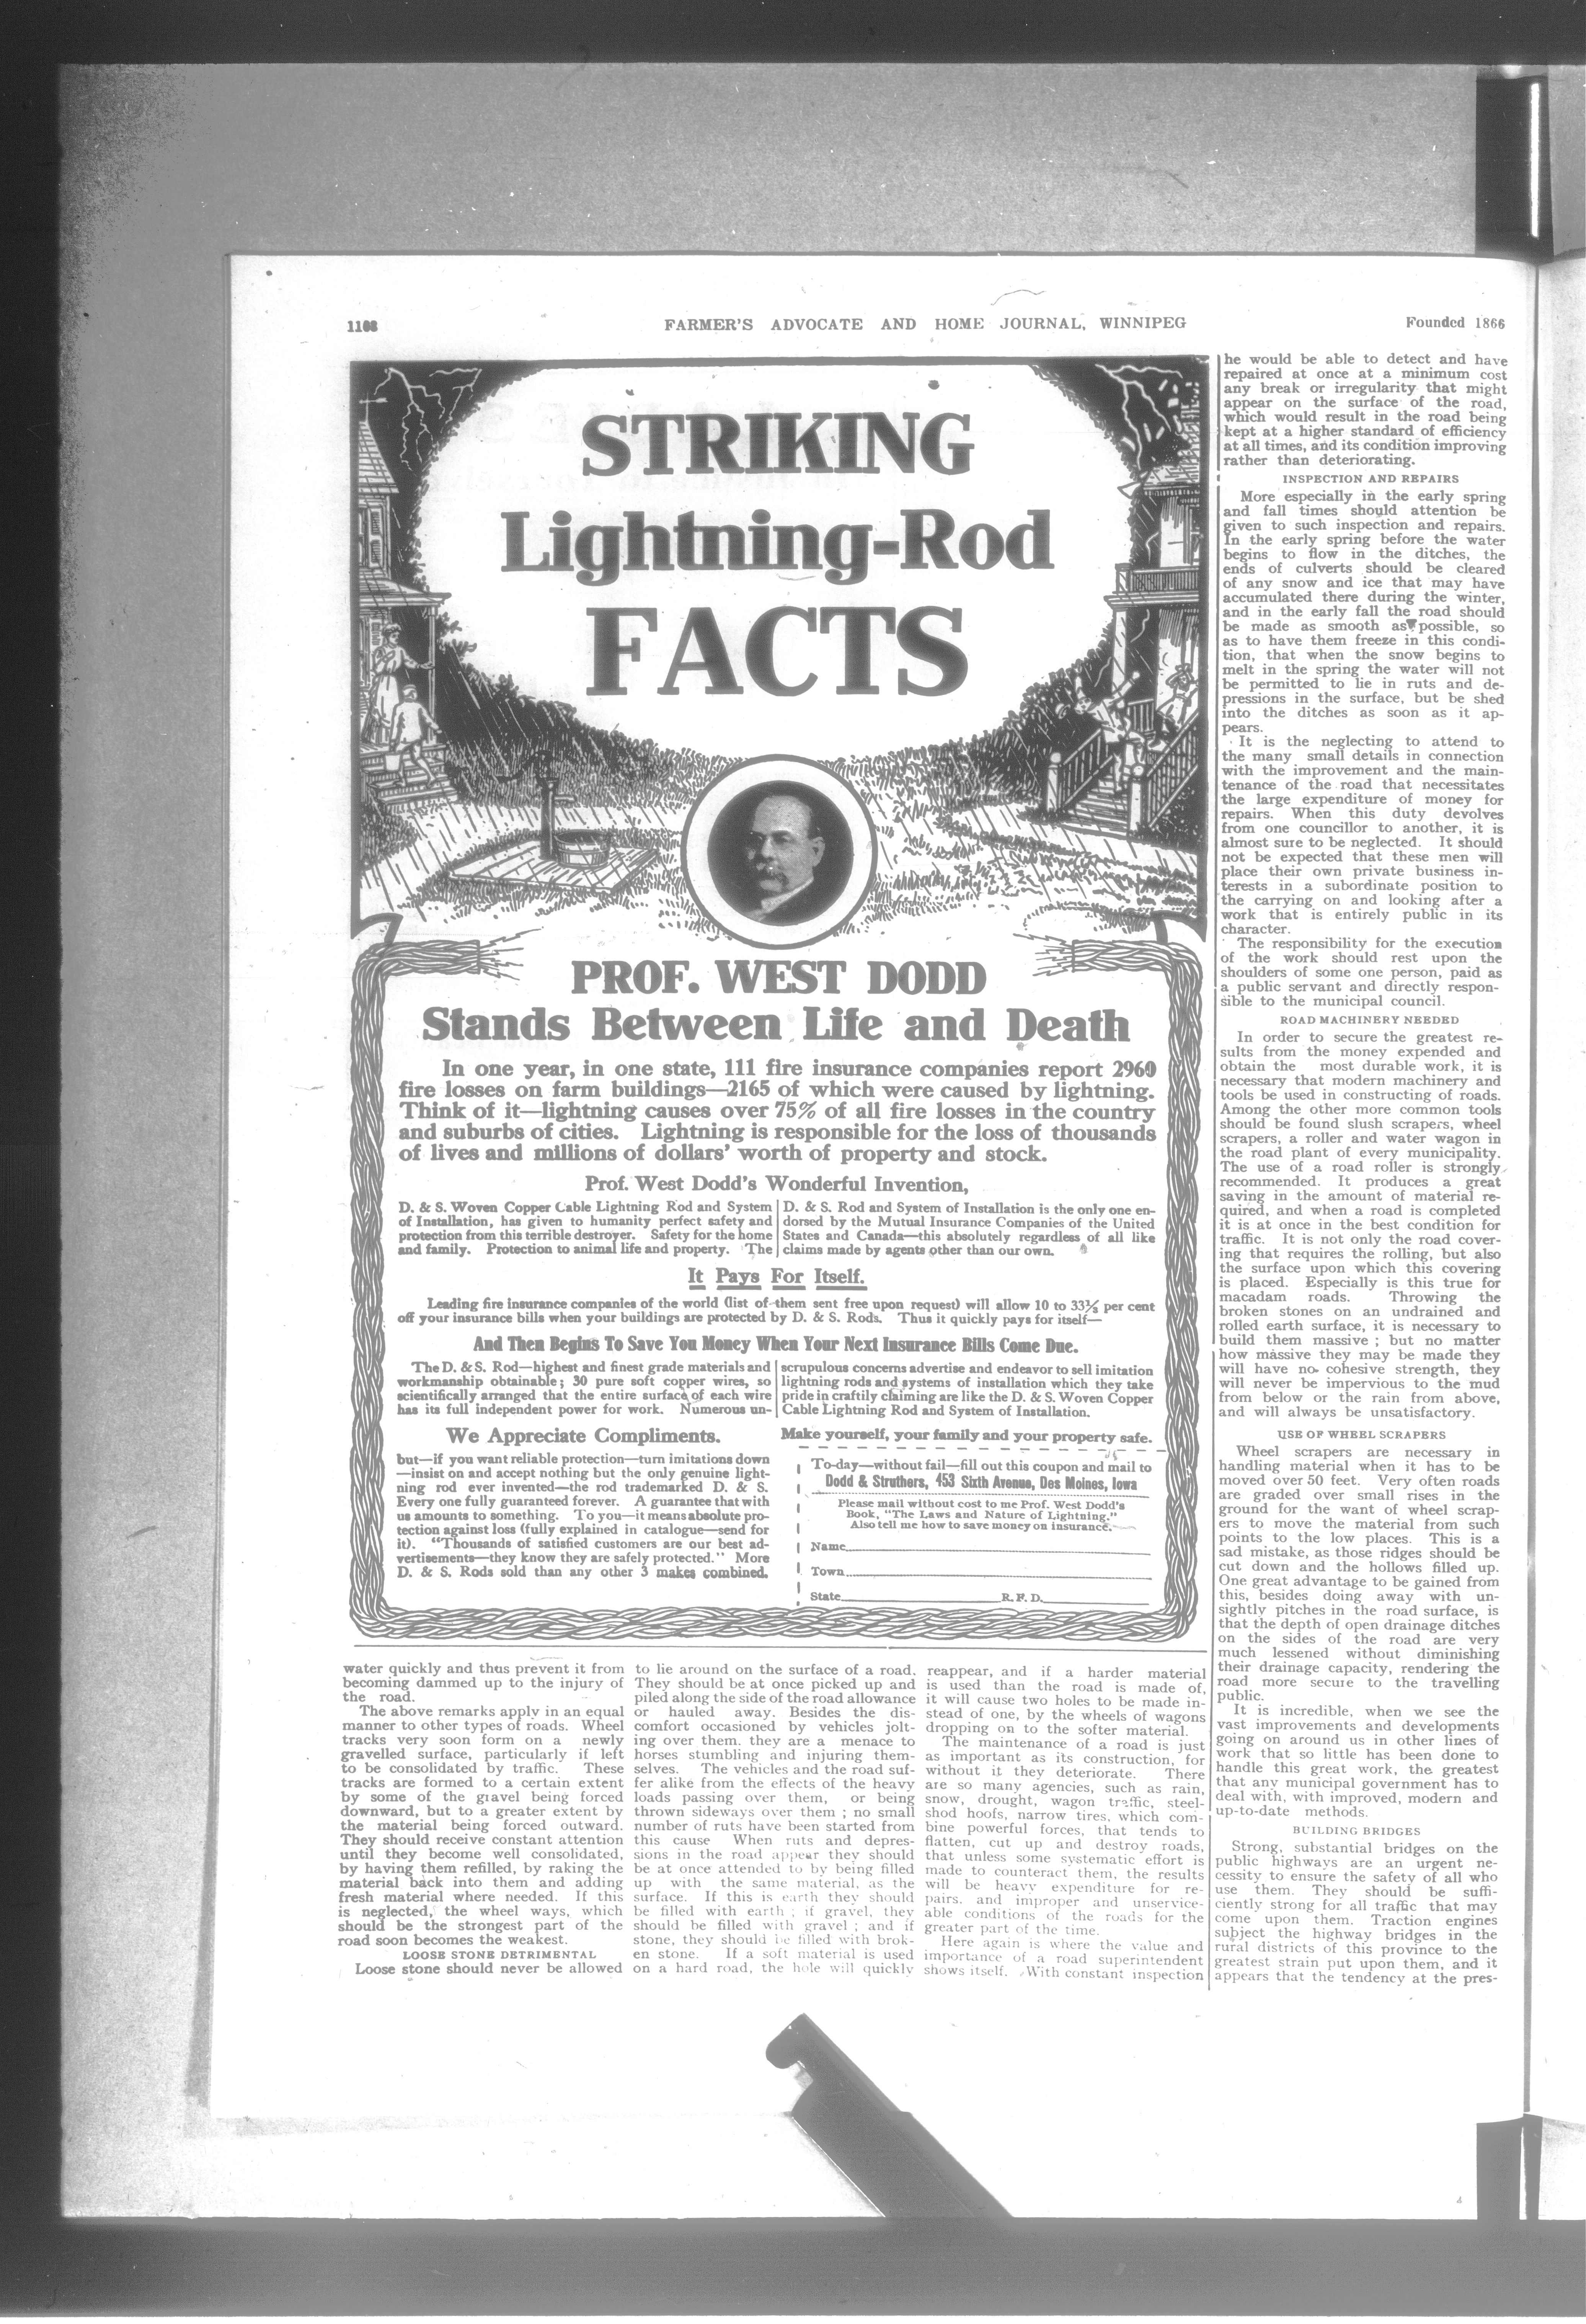 1108
FARMER'S ADVOCATE AND HOME JOURNAL, WINNIPEG
Founded 1866
STRIKING
Lightning-Rod
FACTS
PROF. WEST DODD
Stands Between Life and Death
In one year, in one state, 111 fire insurance companies report 2960
fire losses on farm buildings—2165 of which were caused by lightning.
Think of it—lightning causes over 75% of all fire losses in the country
and suburbs of cities. Lightning is responsible for the loss of thousands
of lives and millions of dollars' worth of property and stock.
Prof. West Dodd's Wonderful Invention,
D. & S. Woven Copper Cable Lightning Rod and System
of Installation, has given to humanity perfect safety and
protection from this terrible destroyer. Safety for the home
and family. Protection to animal life and property. The
D. & S. Rod and System of Installation is the only one en-
dorsed by the Mutual Insurance Companies of the United
States and Canada—this absolutely regardless of all like
claims made by agents other than our own.
It Pays For Itself.
Leading fire insurance companies of the world (list of them sent free upon request) will allow 10 to 33⅓ per cent
off your insurance bills when your buildings are protected by D. & S. Rods. Thus it quickly pays for itself—
And Then Begins To Save You Money When Your Next Insurance Bills Come Due.
The D. & S. Rod—highest and finest grade materials and
workmanship obtainable; 30 pure soft copper wires, so
scientifically arranged that the entire surface of each wire
has its full independent power for work. Numerous un-
scrupulous concerns advertise and endeavor to sell imitation
lightning rods and systems of installation which they take
pride in craftily claiming are like the D. & S. Woven Copper
Cable Lightning Rod and System of Installation.
We Appreciate Compliments.
but—if you want reliable protection—turn imitations down
—insist on and accept nothing but the only genuine light-
ning rod ever invented—the rod trademarked D. & S.
Every one fully guaranteed forever. A guarantee that with
us amounts to something. To you—it means absolute pro-
tection against loss (fully explained in catalogue—send for
it). "Thousands of satisfied customers are our best ad-
vertisements—they know they are safely protected." More
D. & S. Rods sold than any other 3 makes combined.
Make yourself, your family and your property safe.
To-day—without fail—fill out this coupon and mail to
Dodd & Struthers, 453 Sixth Avenue, Des Moines, Iowa
Please mail without cost to me Prof. West Dodd's
Book, "The Laws and Nature of Lightning."
Also tell me how to save money on insurance.
Name
Town
State R. F. D.
water quickly and thus prevent it from
becoming dammed up to the injury of
the road.
The above remarks apply in an equal
manner to other types of roads. Wheel
tracks very soon form on a newly
gravelled surface, particularly if left
to be consolidated by traffic. These
tracks are formed to a certain extent
by some of the gravel being forced
downward, but to a greater extent by
the material being forced outward.
They should receive constant attention
until they become well consolidated,
by having them refilled, by raking the
material back into them and adding
fresh material where needed. If this
is neglected, the wheel ways, which
should be the strongest part of the
road soon becomes the weakest.
LOOSE STONE DETRIMENTAL
Loose stone should never be allowed
to lie around on the surface of a road.
They should be at once picked up and
piled along the side of the road allowance
or hauled away. Besides the dis-
comfort occasioned by vehicles jolt-
ing over them. they are a menace to
horses stumbling and injuring them-
selves. The vehicles and the road suf-
fer alike from the effects of the heavy
loads passing over them, or being
thrown sideways over them ; no small
number of ruts have been started from
this cause When ruts and depres-
sions in the road appear they should
be at once attended to by being filled
up with the same material, as the
surface. If this is earth they should
be filled with earth ; if gravel, they
should be filled with gravel ; and if
stone, they should be filled with brok-
en stone. If a soft material is used
on a hard road, the hole will quickly
reappear, and if a harder material
is used than the road is made of,
it will cause two holes to be made in-
stead of one, by the wheels of wagons
dropping on to the softer material.
The maintenance of a road is just
as important as its construction, for
without it they deteriorate. There
are so many agencies, such as rain,
snow, drought, wagon traffic, steel-
shod hoofs, narrow tires, which com-
bine powerful forces, that tends to
flatten, cut up and destroy roads,
that unless some systematic effort is
made to counteract them, the results
will be heavy expenditure for re-
pairs. and improper and unservice-
able conditions of the roads for the
greater part of the time.
Here again is where the value and
importance of a road superintendent
shows itself. With constant inspection
he would be able to detect and have
repaired at once at a minimum cost
any break or irregularity that might
appear on the surface of the road,
which would result in the road being
kept at a higher standard of efficiency
at all times, and its condition improving
rather than deteriorating.
INSPECTION AND REPAIRS
More especially in the early spring
and fall times should attention be
given to such inspection and repairs.
In the early spring before the water
begins to flow in the ditches, the
ends of culverts should be cleared
of any snow and ice that may have
accumulated there during the winter,
and in the early fall the road should
be made as smooth as possible, so
as to have them freeze in this condi-
tion, that when the snow begins to
melt in the spring the water will not
be permitted to lie in ruts and de-
pressions in the surface, but be shed
into the ditches as soon as it ap-
pears.
It is the neglecting to attend to
the many small details in connection
with the improvement and the main-
tenance of the road that necessitates
the large expenditure of money for
repairs. When this duty devolves
from one councillor to another, it is
almost sure to be neglected. It should
not be expected that these men will
place their own private business in-
terests in a subordinate position to
the carrying on and looking after a
work that is entirely public in its
character.
The responsibility for the execution
of the work should rest upon the
shoulders of some one person, paid as
a public servant and directly respon-
sible to the municipal council.
ROAD MACHINERY NEEDED
In order to secure the greatest re-
sults from the money expended and
obtain the most durable work, it is
necessary that modern machinery and
tools be used in constructing of roads.
Among the other more common tools
should be found slush scrapers, wheel
scrapers, a roller and water wagon in
the road plant of every municipality.
The use of a road roller is strongly
recommended. It produces a great
saving in the amount of material re-
quired, and when a road is completed
it is at once in the best condition for
traffic. It is not only the road cover-
ing that requires the rolling, but also
the surface upon which this covering
is placed. Especially is this true for
macadam roads. Throwing the
broken stones on an undrained and
rolled earth surface, it is necessary to
build them massive ; but no matter
how massive they may be made they
will have no cohesive strength, they
will never be impervious to the mud
from below or the rain from above,
and will always be unsatisfactory.
USE OF WHEEL SCRAPERS
Wheel scrapers are necessary in
handling material when it has to be
moved over 50 feet. Very often roads
are graded over small rises in the
ground for the want of wheel scrap-
ers to move the material from such
points to the low places. This is a
sad mistake, as those ridges should be
cut down and the hollows filled up.
One great advantage to be gained from
this, besides doing away with un-
sightly pitches in the road surface, is
that the depth of open drainage ditches
on the sides of the road are very
much lessened without diminishing
their drainage capacity, rendering the
road more secure to the travelling
public.
It is incredible, when we see the
vast improvements and developments
going on around us in other lines of
work that so little has been done to
handle this great work, the greatest
that any municipal government has to
deal with, with improved, modern and
up-to-date methods.
BUILDING BRIDGES
Strong, substantial bridges on the
public highways are an urgent ne-
cessity to ensure the safety of all who
use them. They should be suffi-
ciently strong for all traffic that may
come upon them. Traction engines
subject the highway bridges in the
rural districts of this province to the
greatest strain put upon them, and it
appears that the tendency at the pres-